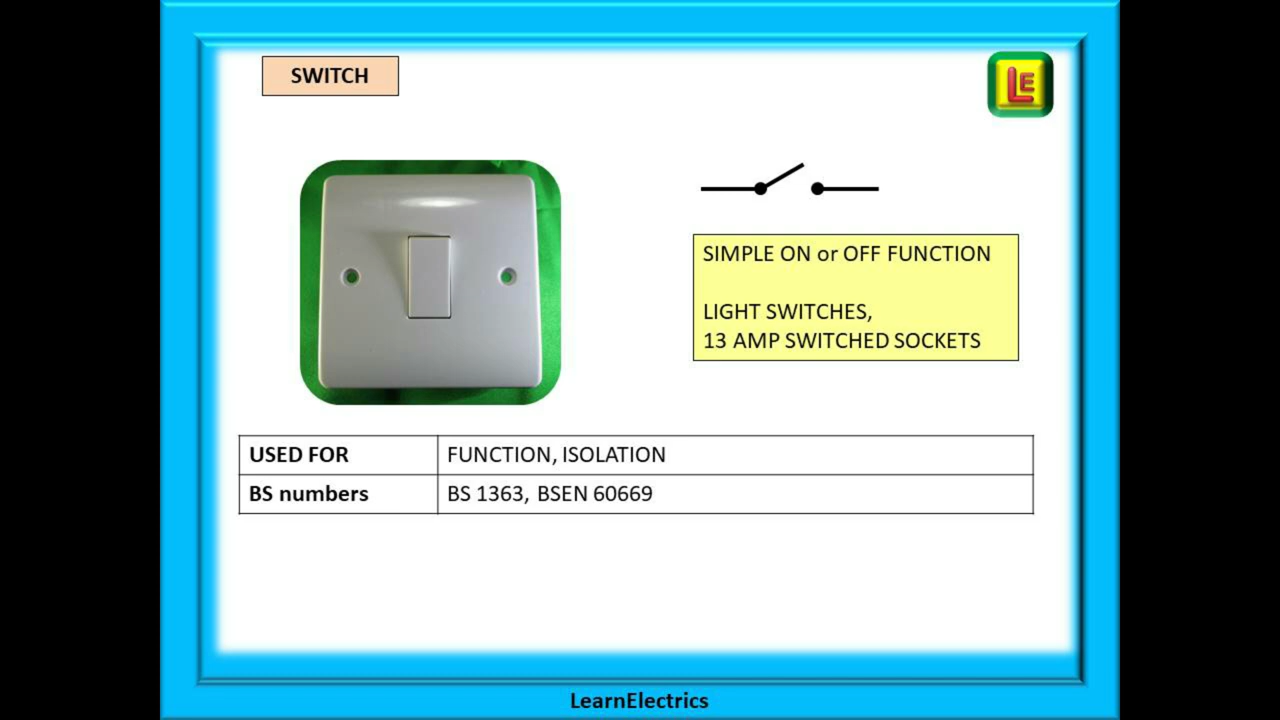 SWITCH
LE
SIMPLE ON or OFF FUNCTION
LIGHT SWITCHES,
13 AMP SWITCHED SOCKETS
USED FOR FUNCTION, ISOLATION
BS numbers BS 1363, BSEN 60669
LearnElectrics